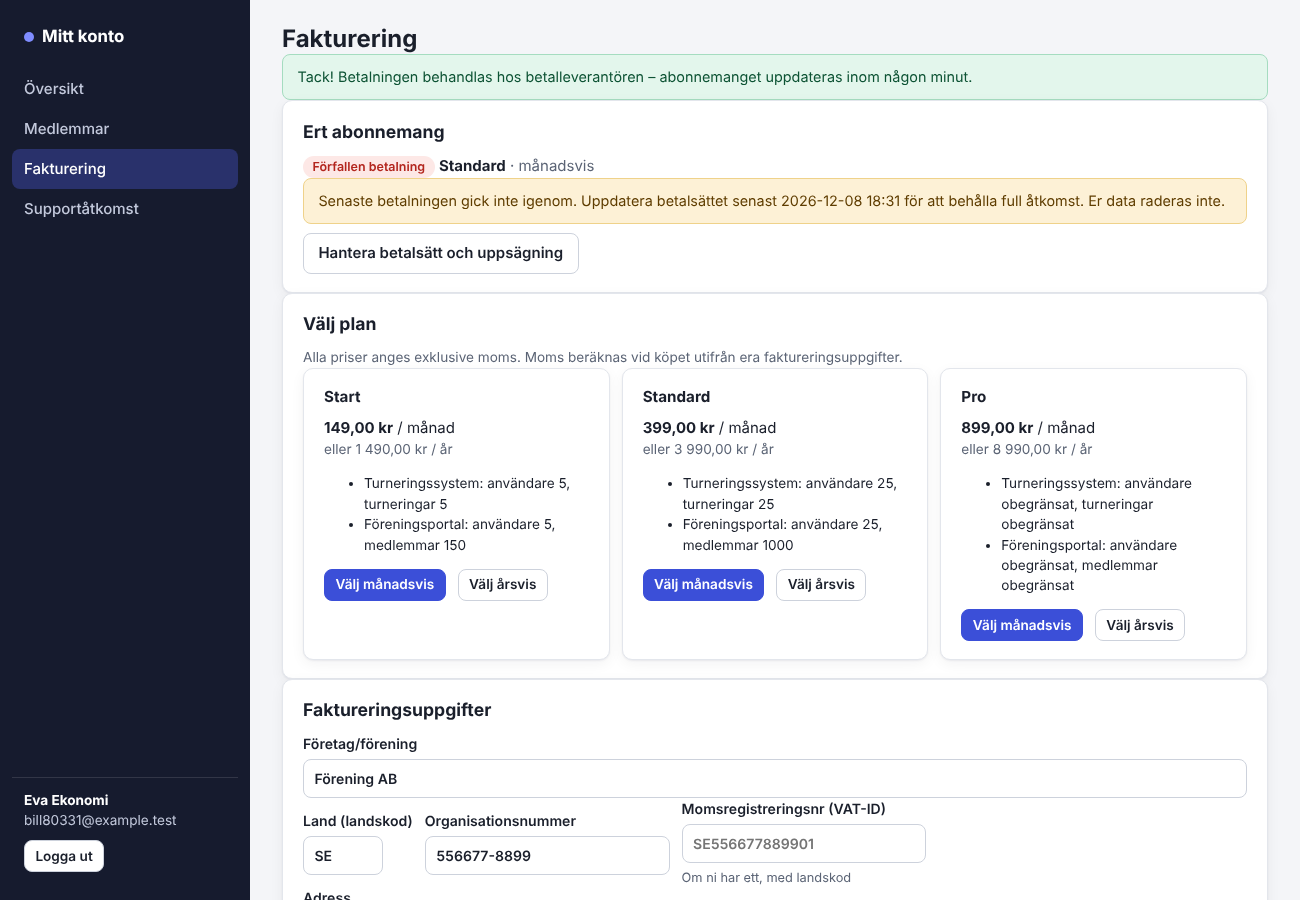 Mitt konto
Översikt
Medlemmar
Fakturering
Supportåtkomst
Eva Ekonomi
bill80331@example.test
Logga ut
Fakturering
Tack! Betalningen behandlas hos betalleverantören – abonnemanget uppdateras inom någon minut.
Ert abonnemang
Förfallen betalning Standard · månadsvis
Senaste betalningen gick inte igenom. Uppdatera betalsättet senast 2026-12-08 18:31 för att behålla full åtkomst. Er data raderas inte.
Hantera betalsätt och uppsägning
Välj plan
Alla priser anges exklusive moms. Moms beräknas vid köpet utifrån era faktureringsuppgifter.
Start
149,00 kr / månad
eller 1 490,00 kr / år
• Turneringssystem: användare 5,
turneringar 5
• Föreningsportal: användare 5,
medlemmar 150
Välj månadsvis Välj årsvis
Standard
399,00 kr / månad
eller 3 990,00 kr / år
• Turneringssystem: användare 25,
turneringar 25
• Föreningsportal: användare 25,
medlemmar 1000
Välj månadsvis Välj årsvis
Pro
899,00 kr / månad
eller 8 990,00 kr / år
• Turneringssystem: användare
obegränsat, turneringar
obegränsat
• Föreningsportal: användare
obegränsat, medlemmar
obegränsat
Välj månadsvis Välj årsvis
Faktureringsuppgifter
Företag/förening
Förening AB
Land (landskod) Organisationsnummer Momsregistreringsnr (VAT-ID)
SE 556677-8899 SE556677889901
Om ni har ett, med landskod
Adress